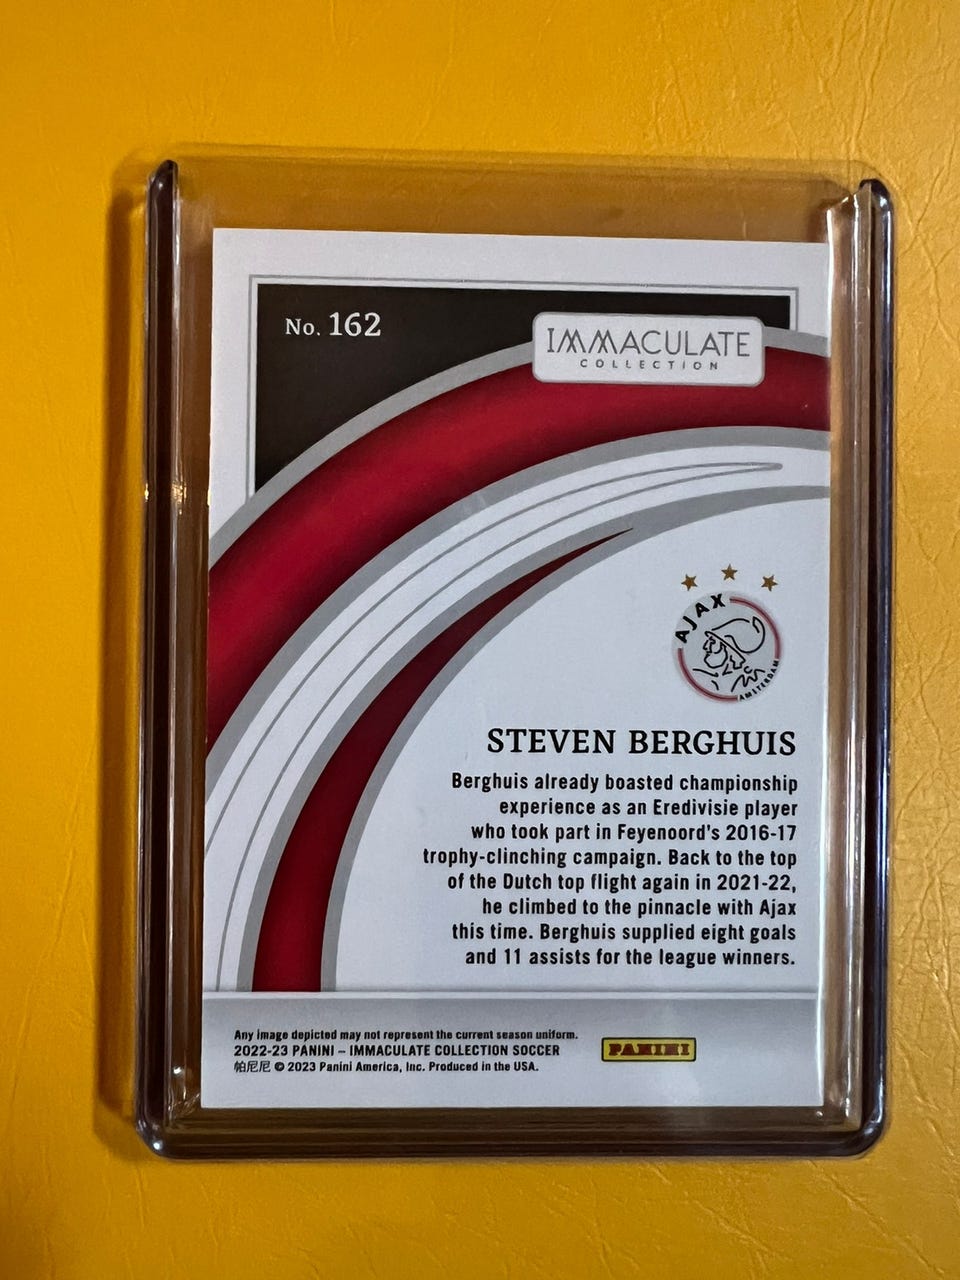 No. 162
IMMACULATE
COLLECTION
AJAX
AMSTERDAM
STEVEN BERGHUIS
Berghuis already boasted championship
experience as an Eredivisie player
who took part in Feyenoord's 2016-17
trophy-clinching campaign. Back to the top
of the Dutch top flight again in 2021-22,
he climbed to the pinnacle with Ajax
this time. Berghuis supplied eight goals
and 11 assists for the league winners.
Any image depicted may not represent the current season uniform.
2022-23 PANINI – IMMACULATE COLLECTION SOCCER
帕尼尼 © 2023 Panini America, Inc. Produced in the USA.
PANINI